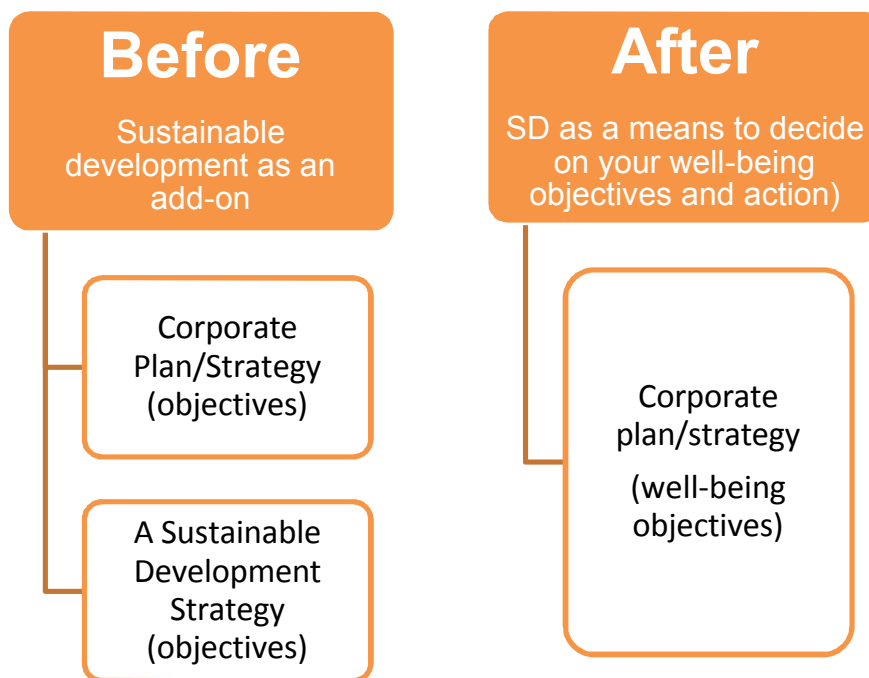 Before
Sustainable
development as an
add-on
Corporate
Plan/Strategy
(objectives)
A Sustainable
Development
Strategy
(objectives)
After
SD as a means to decide
on your well-being
objectives and action)
Corporate
plan/strategy
(well-being
objectives)